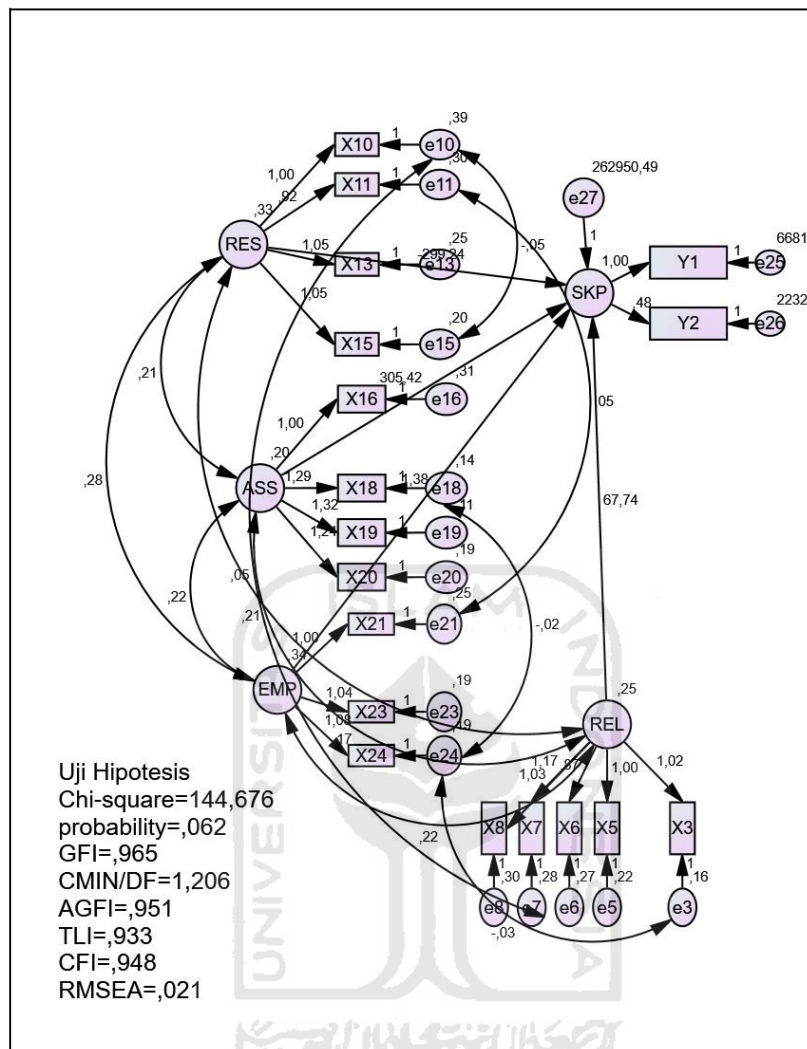 ,39
X10 1 e10
1,00 ,30 262950,49
X11 1 e11
,92 e27
,33 ,25 1 6681
RES 1,05 X13 1 -299,24 e13 -,05 SKP 1,00 Y1 1 e25
1,05 ,20 ,48 2232
X15 1 e15 Y2 1 e26
,21 305,42 ,31
X16 1 e16 05
1,00
,20 ,14
,28 ASS 1,29 X18 1 1,38 e18
1,32 11 67,74
X19 1 e19
1,24 ,19
X20 1 e20
,22 ,05 ,25
,21 X21 1 e21 -,02
1,00
34 ,19 ,25
EMP 1,04 X23 1 e23 REL
1,08 ,19
17 X24 1 e24 1,17 ,87 1,02
1,03 1,00
Uji Hipotesis
Chi-square=144,676
,22 X8 X7 X6 X5 X3
probability=,062
1 1 1 1 1
GFI=,965
,30 ,28 ,27 ,22 ,16
CMIN/DF=1,206
e8 e7 e6 e5 e3
AGFI=,951
-,03
TLI=,933
CFI=,948
RMSEA=,021
UNIVERSITAS
ISLAM
INDONESIA